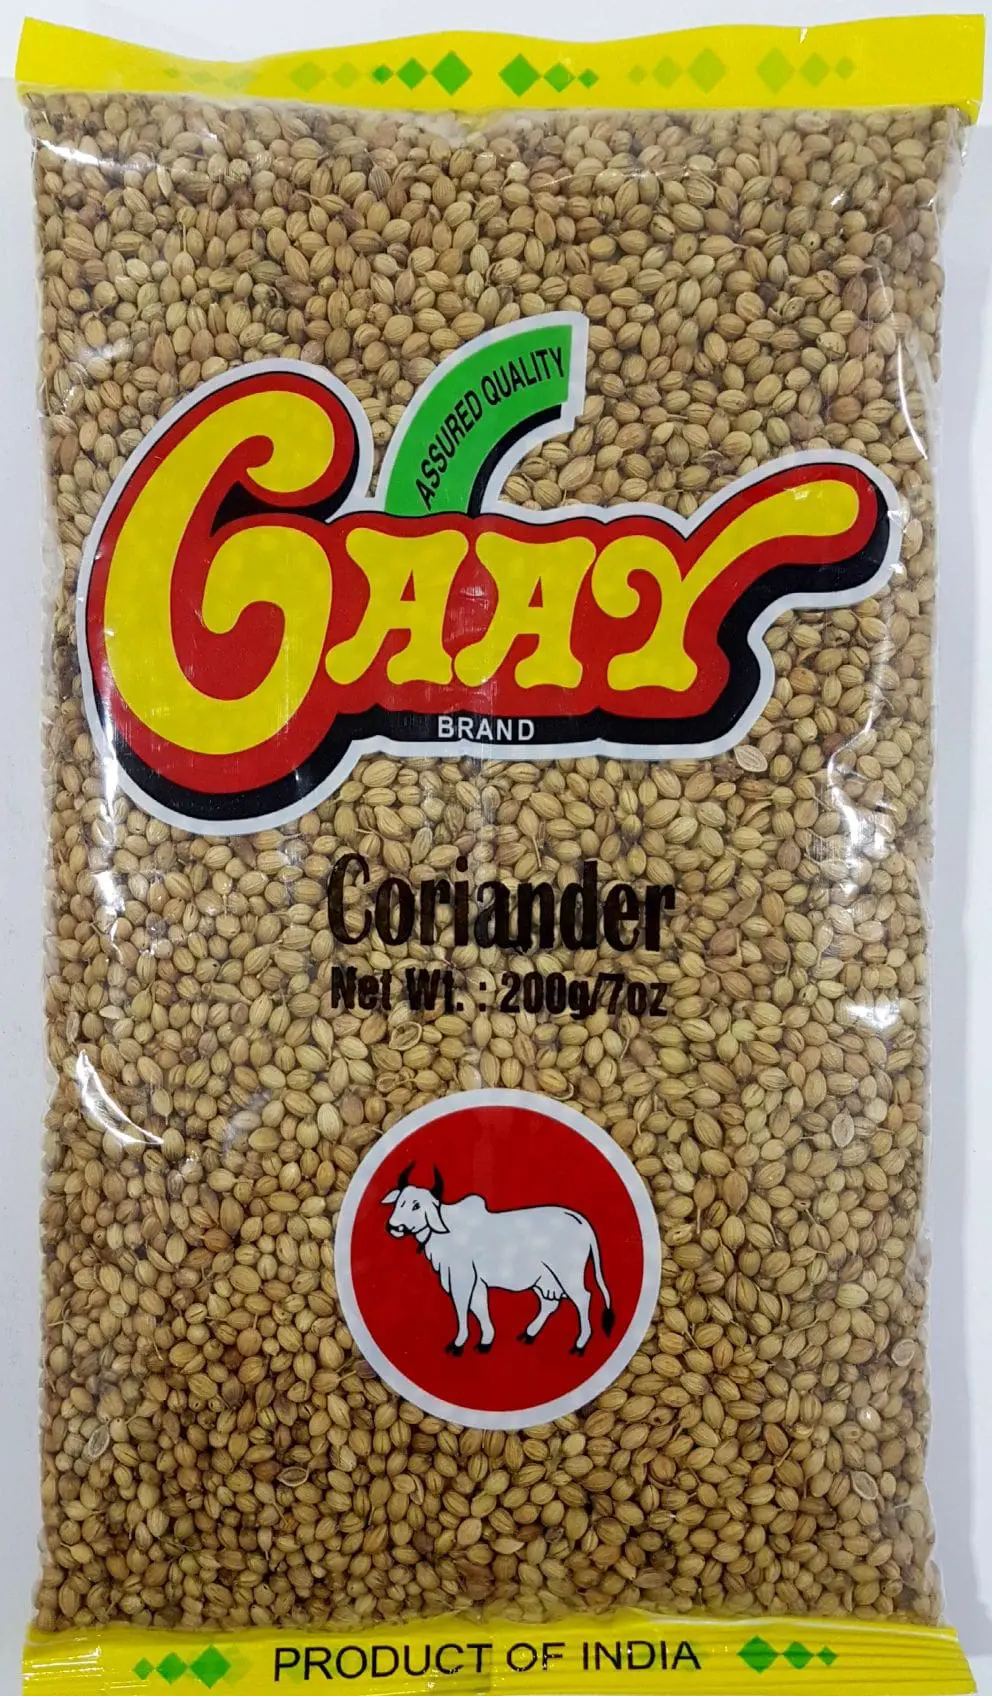 ASSURED QUALITY
GAAY
BRAND
Coriander
Net Wt. : 200g/7oz
PRODUCT OF INDIA